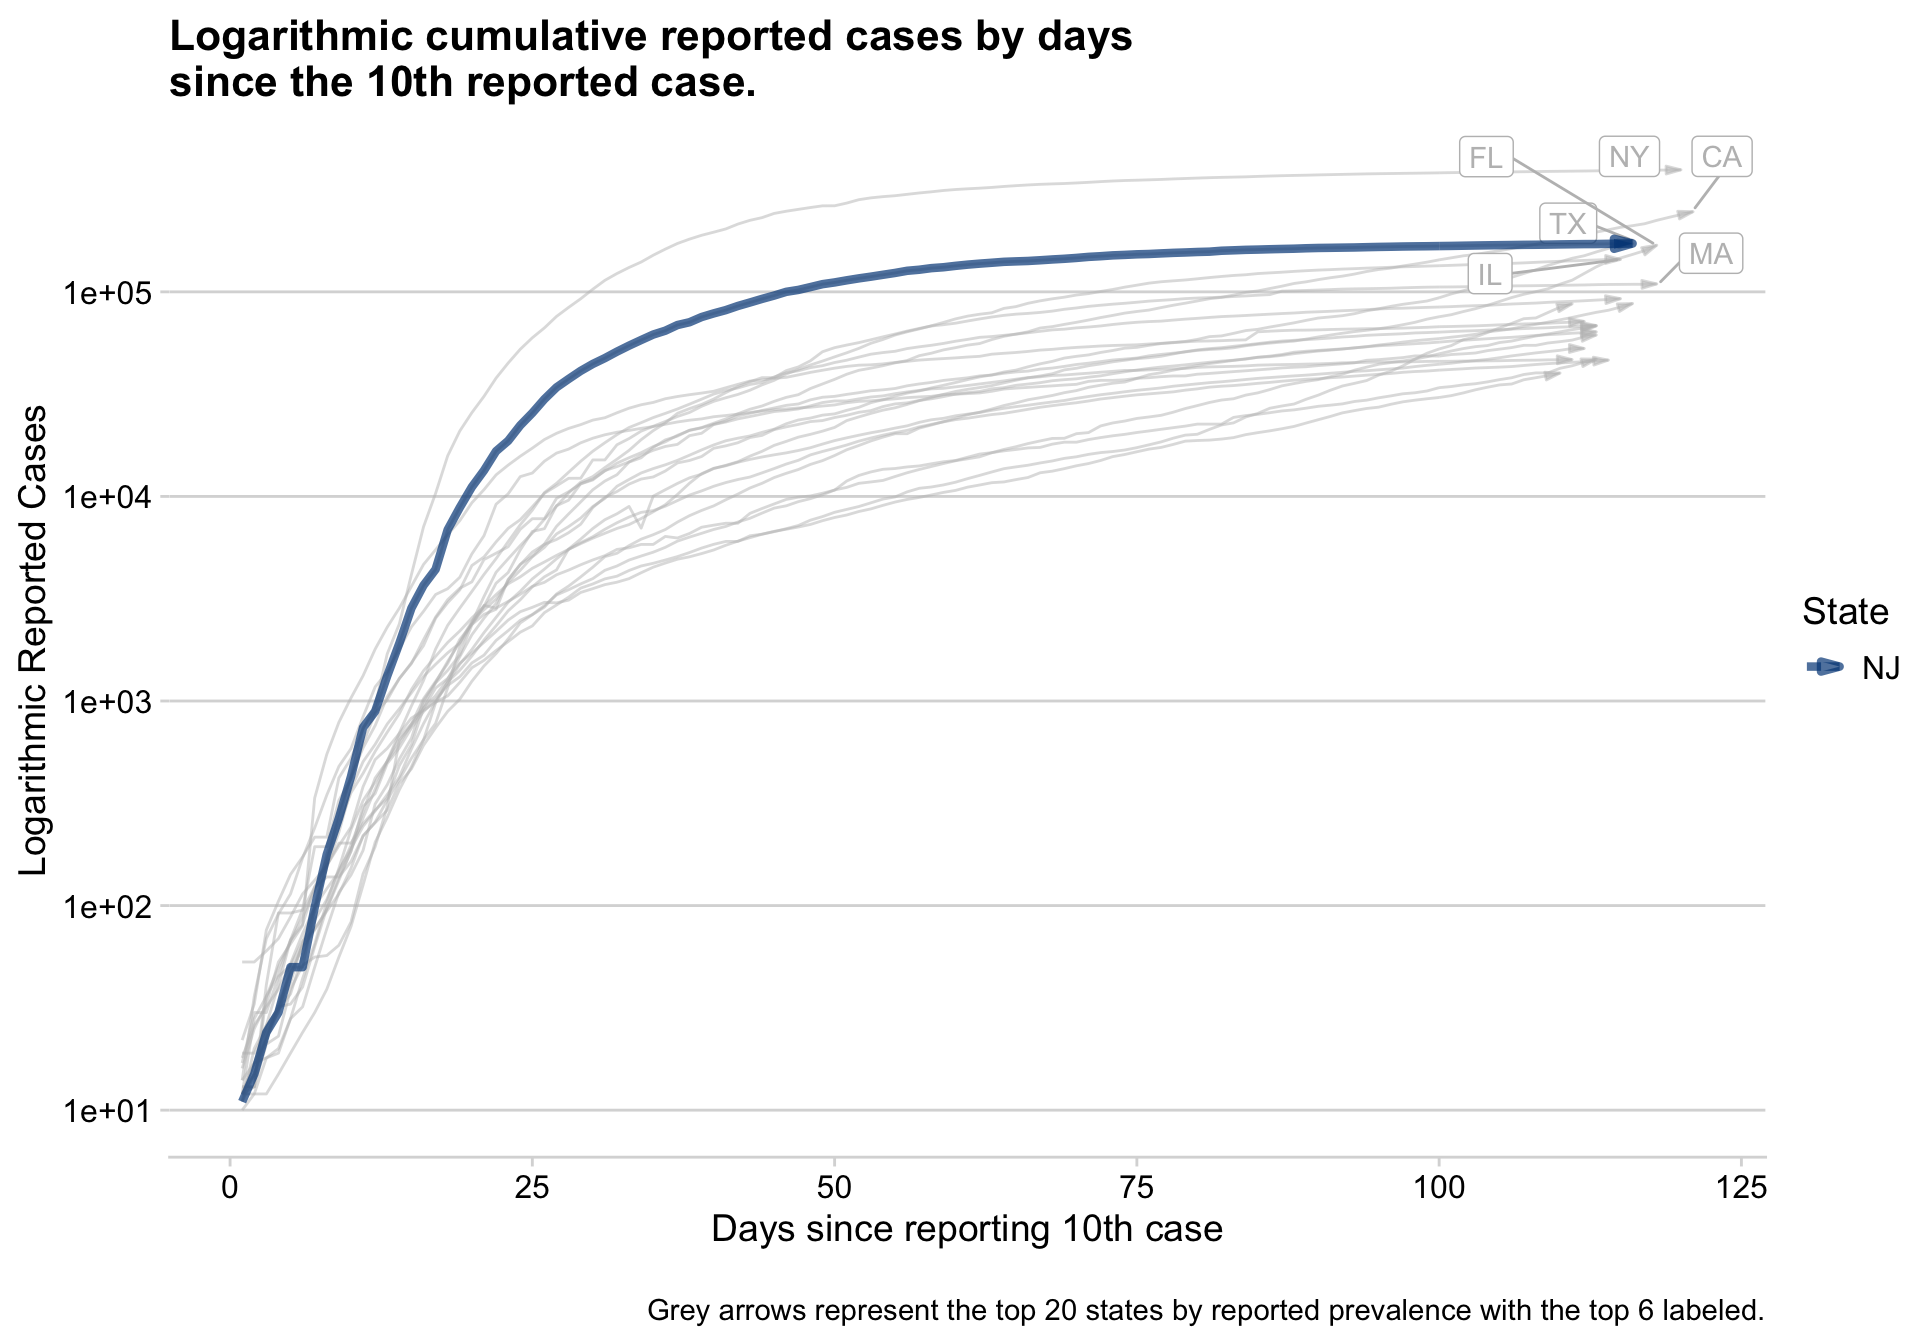 Logarithmic cumulative reported cases by days
since the 10th reported case.
FL
NY
CA
TX
MA
IL
1e+05
1e+04
1e+03
1e+02
1e+01
Logarithmic Reported Cases
State
NJ
0
25
50
75
100
125
Days since reporting 10th case
Grey arrows represent the top 20 states by reported prevalence with the top 6 labeled.